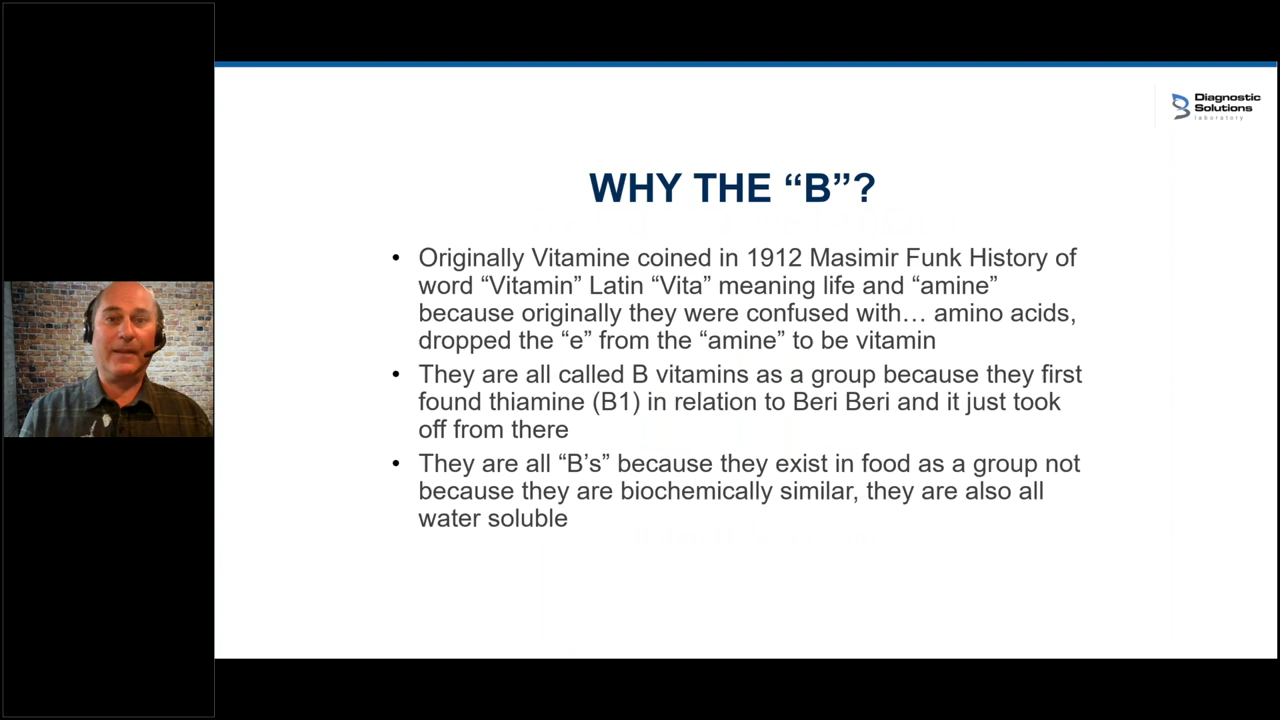 Diagnostic
Solutions
laboratory
WHY THE “B”?
• Originally Vitamine coined in 1912 Masimir Funk History of
word “Vitamin” Latin “Vita” meaning life and “amine”
because originally they were confused with… amino acids,
dropped the “e” from the “amine” to be vitamin
• They are all called B vitamins as a group because they first
found thiamine (B1) in relation to Beri Beri and it just took
off from there
• They are all “B’s” because they exist in food as a group not
because they are biochemically similar, they are also all
water soluble